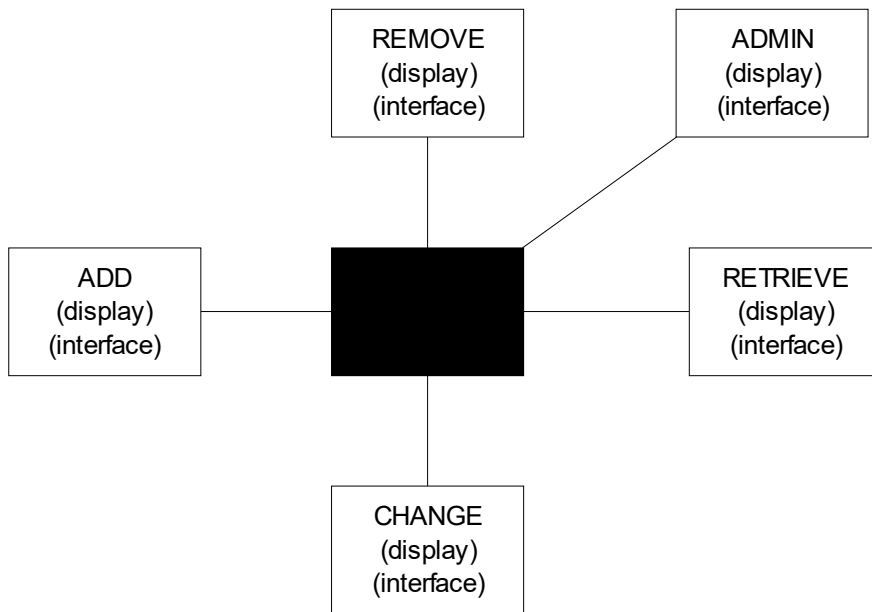 REMOVE
(display)
(interface)
ADMIN
(display)
(interface)
ADD
(display)
(interface)
RETRIEVE
(display)
(interface)
CHANGE
(display)
(interface)